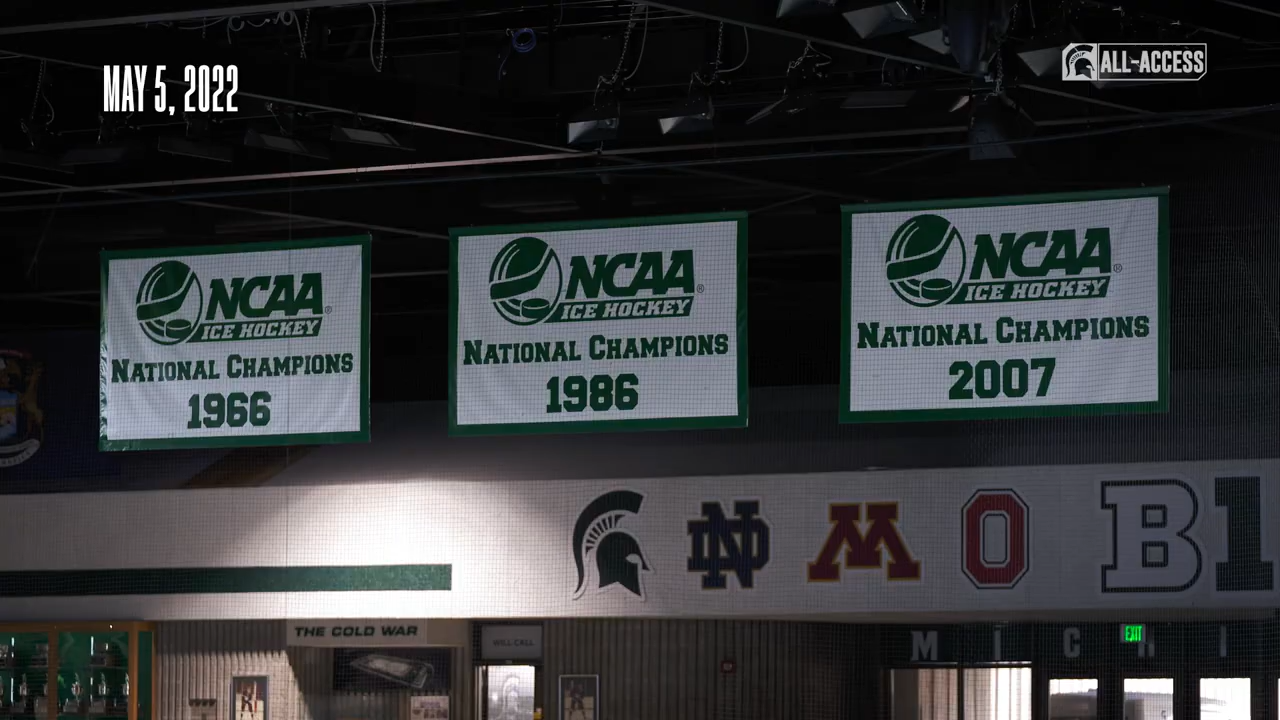 MAY 5, 2022
ALL-ACCESS
NCAA
ICE HOCKEY
NATIONAL CHAMPIONS
1966
NCAA®
ICE HOCKEY
NATIONAL CHAMPIONS
1986
NCAA®
ICE HOCKEY
NATIONAL CHAMPIONS
2007
ND
M
O
B1
THE COLD WAR
WILL-CALL
EXIT
M I C H I